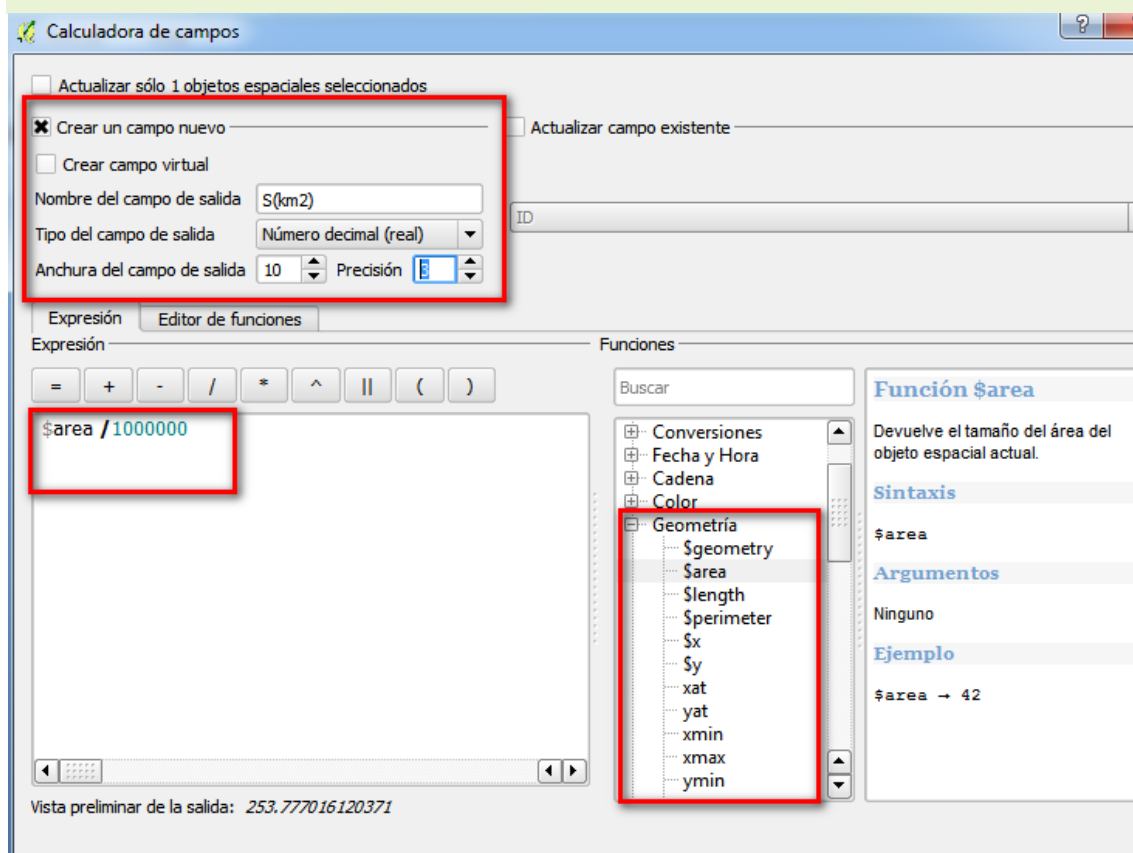 Calculadora de campos
?
Actualizar sólo 1 objetos espaciales seleccionados
Crear un campo nuevo
Crear campo virtual
Nombre del campo de salida S(km2)
Tipo del campo de salida Número decimal (real)
Anchura del campo de salida 10 Precisión 3
Actualizar campo existente
ID
Expresión Editor de funciones
Expresión
= + - / * ^ || ( )
$area /1000000
Vista preliminar de la salida: 253.777016120371
Funciones
Buscar
Conversiones
Fecha y Hora
Cadena
Color
Geometría
$geometry
$area
$length
$perimeter
$x
$y
xat
yat
xmin
xmax
ymin
Función $area
Devuelve el tamaño del área del
objeto espacial actual.
Sintaxis
$area
Argumentos
Ninguno
Ejemplo
$area → 42